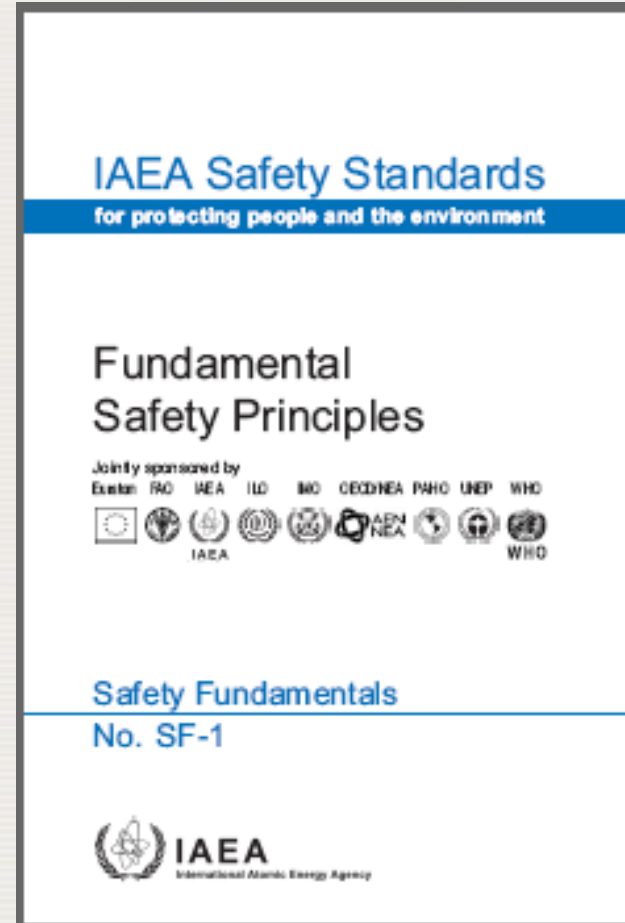 IAEA Safety Standards
for protecting people and the environment
Fundamental
Safety Principles
Jointly sponsored by
Euratom FAO IAEA ILO IMO OECD/NEA PAHO UNEP WHO
AEN
NEA
IAEA
WHO
Safety Fundamentals
No. SF-1
IAEA
International Atomic Energy Agency